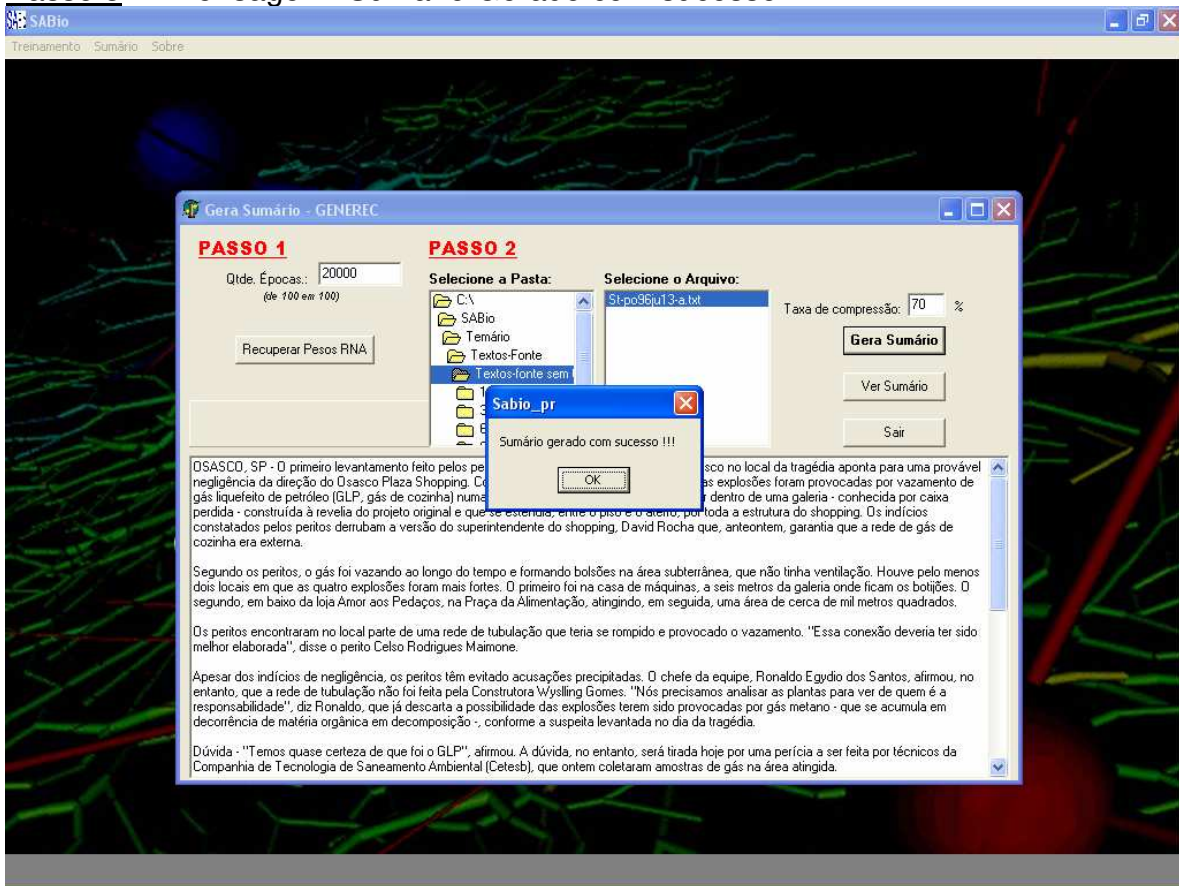 SABio
Treinamento Sumário Sobre
Gera Sumário - GENEREC
PASSO 1
Qtde. Épocas.: 20000
(de 100 em 100)
Recuperar Pesos RNA
PASSO 2
Selecione a Pasta:
C:\
SABio
Temário
Textos-Fonte
Textos-fonte sem
Selecione o Arquivo:
St-po96ju13-a.txt
Taxa de compressão: 70 %
Gera Sumário
Ver Sumário
Sair
Sabio_pr
Sumário gerado com sucesso !!!
OK
OSASCO, SP - O primeiro levantamento feito pelos pe sco no local da tragédia aponta para uma provável
negligência da direção do Osasco Plaza Shopping. as explosões foram provocadas por vazamento de
gás liquefeito de petróleo (GLP, gás de cozinha) numa dentro de uma galeria - conhecida por caixa
perdida - construída à revelia do projeto original e que se estendia, entre o piso e o aterro, por toda a estrutura do shopping. Os indícios
constatados pelos peritos derrubam a versão do superintendente do shopping, David Rocha que, anteontem, garantia que a rede de gás de
cozinha era externa.
Segundo os peritos, o gás foi vazando ao longo do tempo e formando bolsões na área subterrânea, que não tinha ventilação. Houve pelo menos
dois locais em que as quatro explosões foram mais fortes. O primeiro foi na casa de máquinas, a seis metros da galeria onde ficam os botijões. O
segundo, em baixo da loja Amor aos Pedaços, na Praça da Alimentação, atingindo, em seguida, uma área de cerca de mil metros quadrados.
Os peritos encontraram no local parte de uma rede de tubulação que teria se rompido e provocado o vazamento. "Essa conexão deveria ter sido
melhor elaborada", disse o perito Celso Rodrigues Maimone.
Apesar dos indícios de negligência, os peritos têm evitado acusações precipitadas. O chefe da equipe, Ronaldo Egydio dos Santos, afirmou, no
entanto, que a rede de tubulação não foi feita pela Construtora Wyslling Gomes. "Nós precisamos analisar as plantas para ver de quem é a
responsabilidade", diz Ronaldo, que já descarta a possibilidade das explosões terem sido provocadas por gás metano - que se acumula em
decorrência de matéria orgânica em decomposição -, conforme a suspeita levantada no dia da tragédia.
Dúvida - "Temos quase certeza de que foi o GLP", afirmou. A dúvida, no entanto, será tirada hoje por uma perícia a ser feita por técnicos da
Companhia de Tecnologia de Saneamento Ambiental (Cetesb), que ontem coletaram amostras de gás na área atingida.